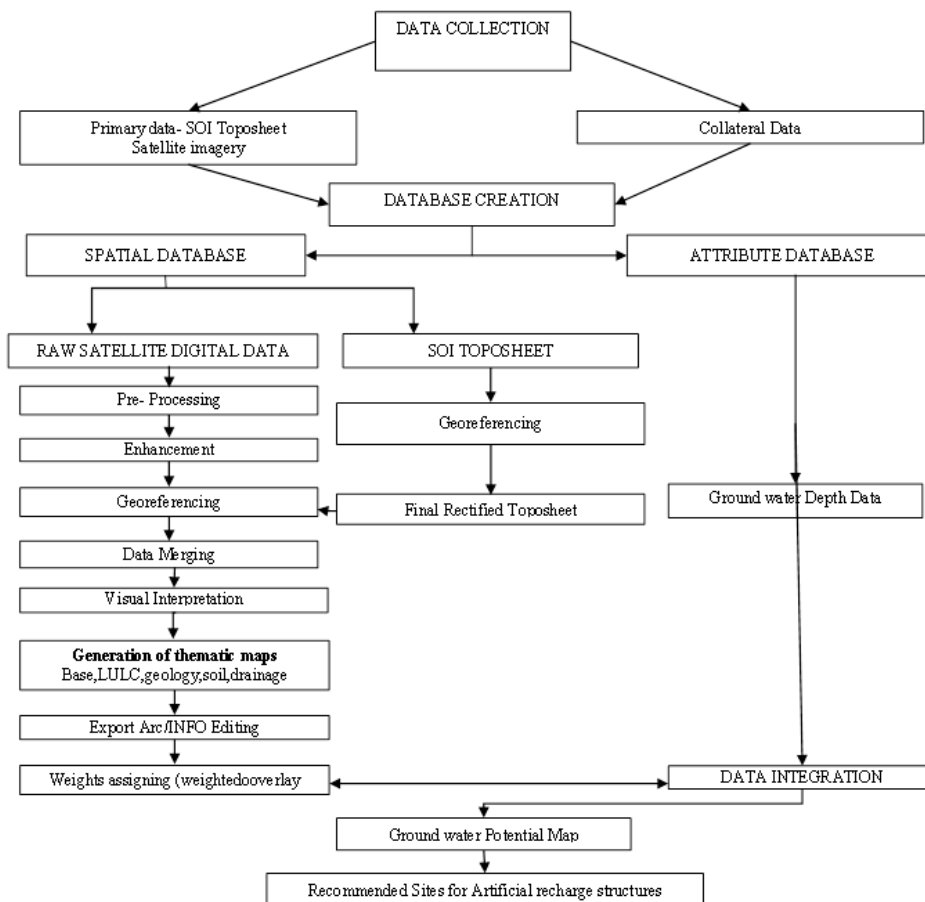 DATA COLLECTION
Primary data- SOI Toposheet
Satellite imagery
Collateral Data
DATABASE CREATION
SPATIAL DATABASE
ATTRIBUTE DATABASE
RAW SATELLITE DIGITAL DATA
SOI TOPOSHEET
Pre- Processing
Georeferencing
Enhancement
Georeferencing
Final Rectified Toposheet
Ground water Depth Data
Data Merging
Visual Interpretation
Generation of thematic maps
Base,LULC,geology,soil,drainage
Export Arc/INFO Editing
Weights assigning (weightedooverlay
DATA INTEGRATION
Ground water Potential Map
Recommended Sites for Artificial recharge structures